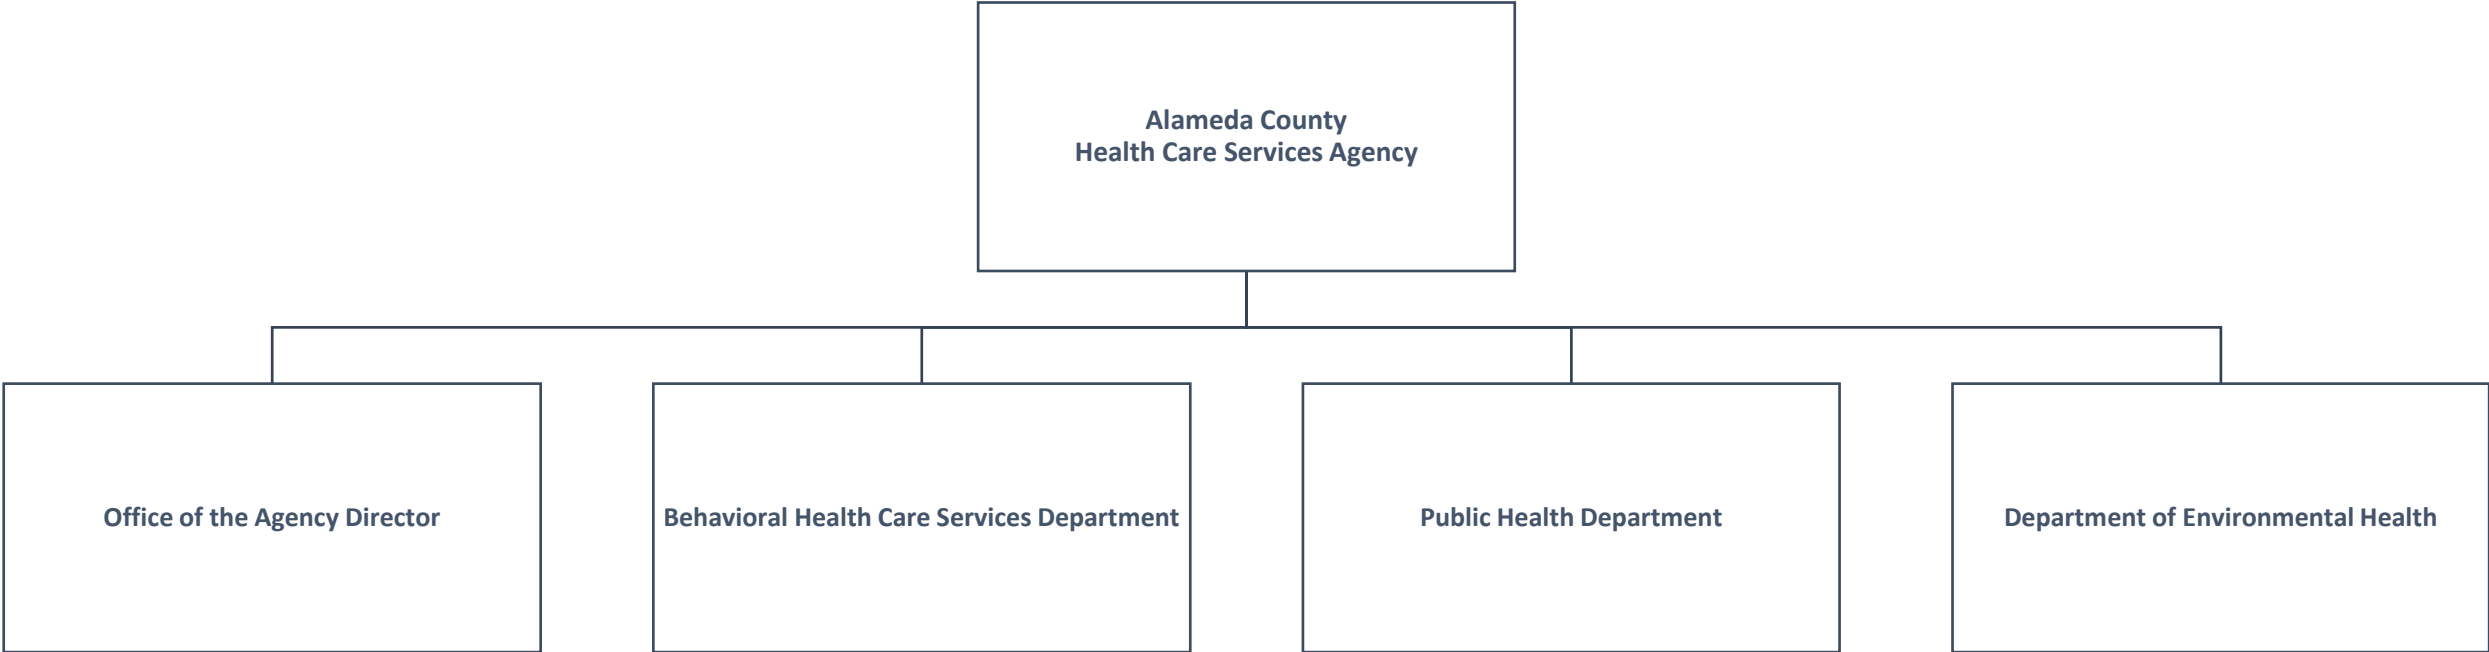 Alameda County
Health Care Services Agency
Office of the Agency Director
Behavioral Health Care Services Department
Public Health Department
Department of Environmental Health